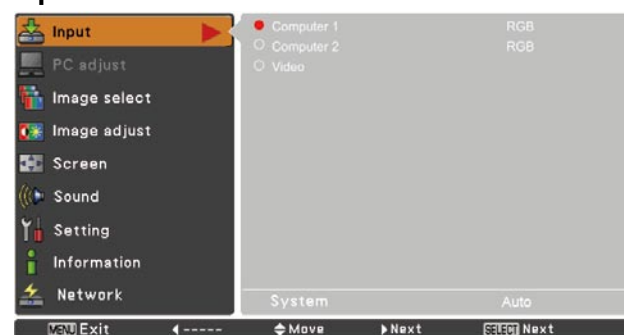 Input
PC adjust
Image select
Image adjust
Screen
Sound
Setting
Information
Network
Computer 1 RGB
Computer 2 RGB
Video
System Auto
MENU Exit ◀----- Move ▶Next SELECT Next